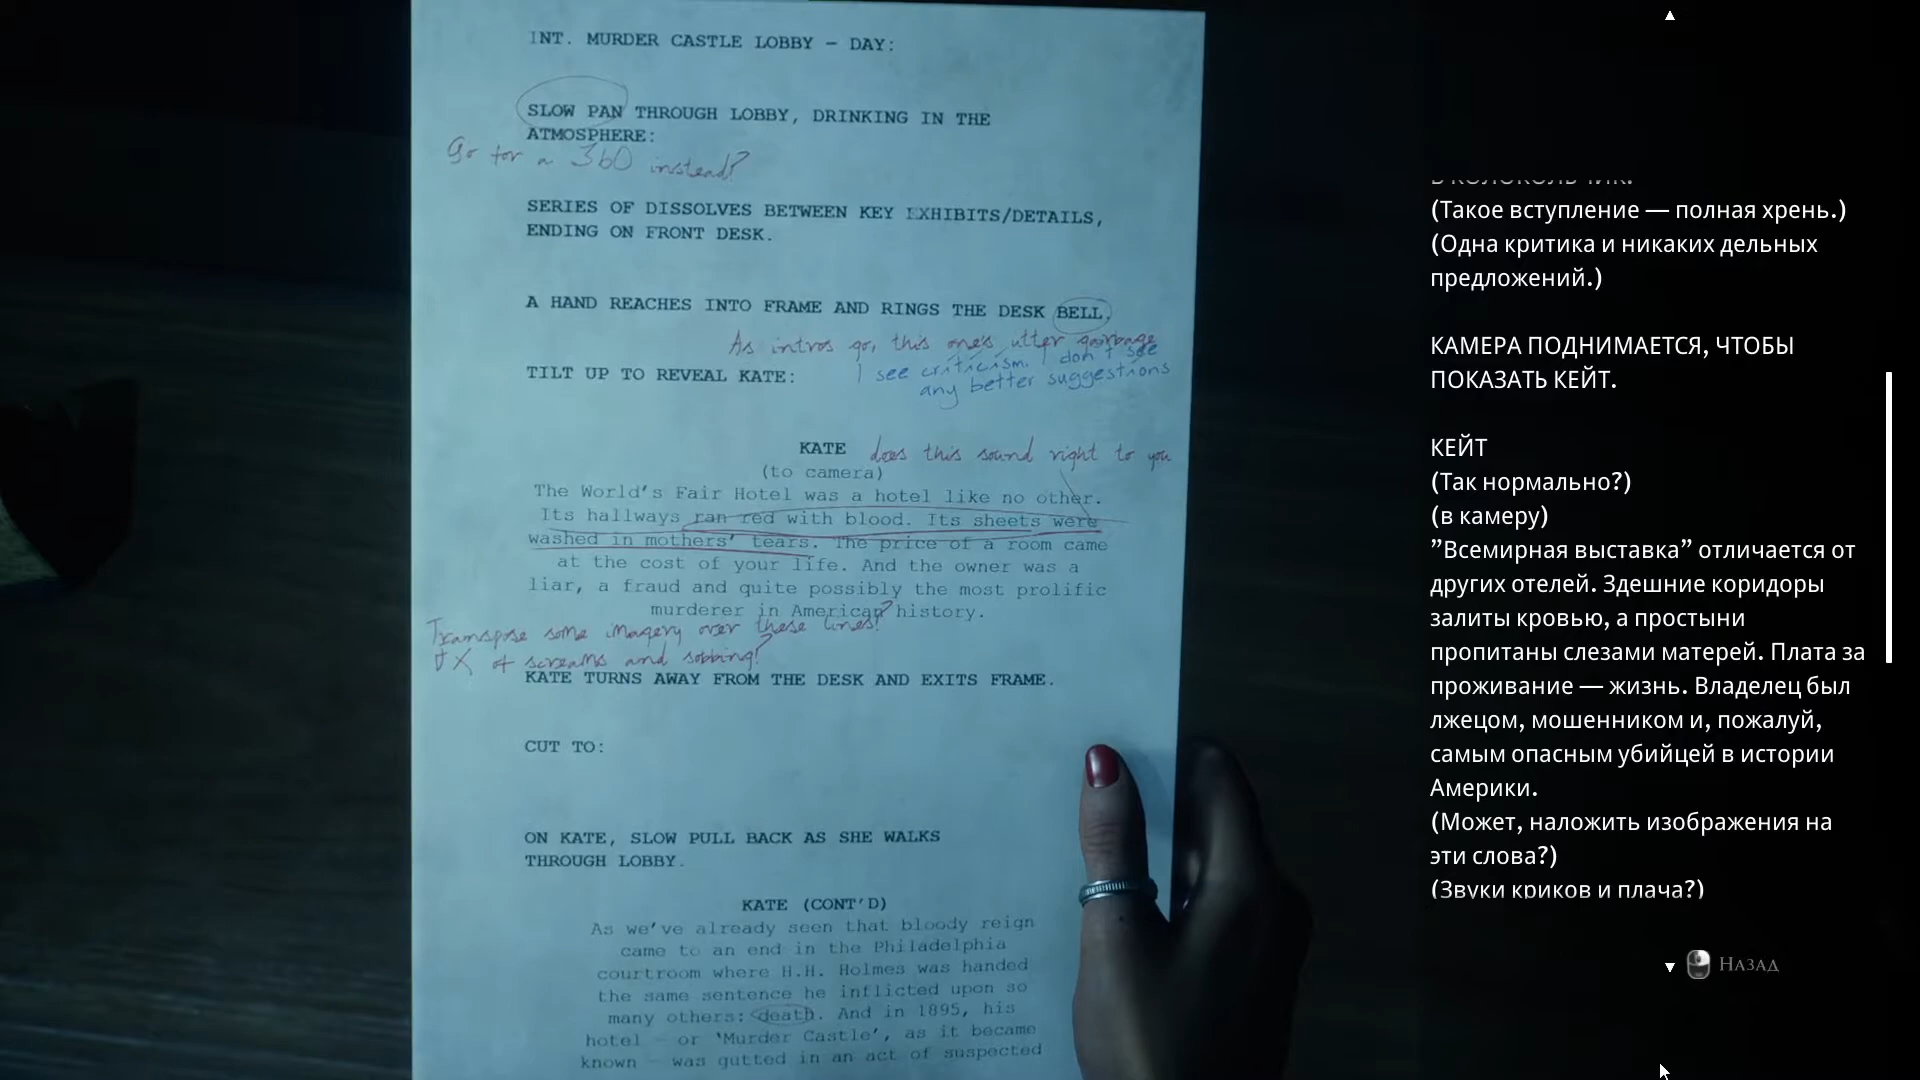 INT. MURDER CASTLE LOBBY — DAY:
SLOW PAN THROUGH LOBBY, DRINKING IN THE
ATMOSPHERE:
Go for a 360 instead?
SERIES OF DISSOLVES BETWEEN KEY EXHIBITS/DETAILS,
ENDING ON FRONT DESK.
A HAND REACHES INTO FRAME AND RINGS THE DESK BELL.
As intros go, this one's utter garbage
I see criticism. I don't see
any better suggestions
TILT UP TO REVEAL KATE:
KATE
does this sound right to you
(to camera)
The World's Fair Hotel was a hotel like no other.
Its hallways ran red with blood. Its sheets were
washed in mothers' tears. The price of a room came
at the cost of your life. And the owner was a
liar, a fraud and quite possibly the most prolific
murderer in American history.
Transpose some imagery over these lines?
FX of screams and sobbing?
KATE TURNS AWAY FROM THE DESK AND EXITS FRAME.
CUT TO:
ON KATE, SLOW PULL BACK AS SHE WALKS
THROUGH LOBBY.
KATE (CONT'D)
As we've already seen that bloody reign
came to an end in the Philadelphia
courtroom where H.H. Holmes was handed
the same sentence he inflicted upon so
many others: death. And in 1895, his
hotel — or 'Murder Castle', as it became
known — was gutted in an act of suspected
В КОЛОКОЛЬЧИК.
(Такое вступление — полная хрень.)
(Одна критика и никаких дельных
предложений.)
КАМЕРА ПОДНИМАЕТСЯ, ЧТОБЫ
ПОКАЗАТЬ КЕЙТ.
КЕЙТ
(Так нормально?)
(в камеру)
"Всемирная выставка" отличается от
других отелей. Здешние коридоры
залиты кровью, а простыни
пропитаны слезами матерей. Плата за
проживание — жизнь. Владелец был
лжецом, мошенником и, пожалуй,
самым опасным убийцей в истории
Америки.
(Может, наложить изображения на
эти слова?)
(Звуки криков и плача?)
Назад